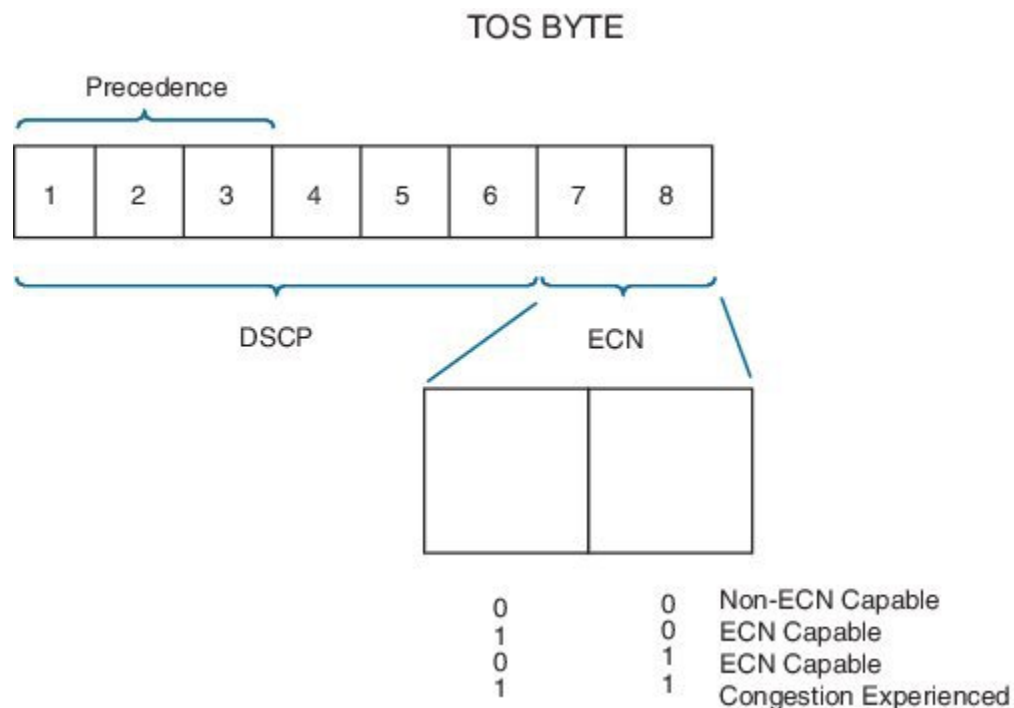 TOS BYTE
Precedence
1 2 3 4 5 6 7 8
DSCP ECN
0 0 Non-ECN Capable
1 0 ECN Capable
0 1 ECN Capable
1 1 Congestion Experienced